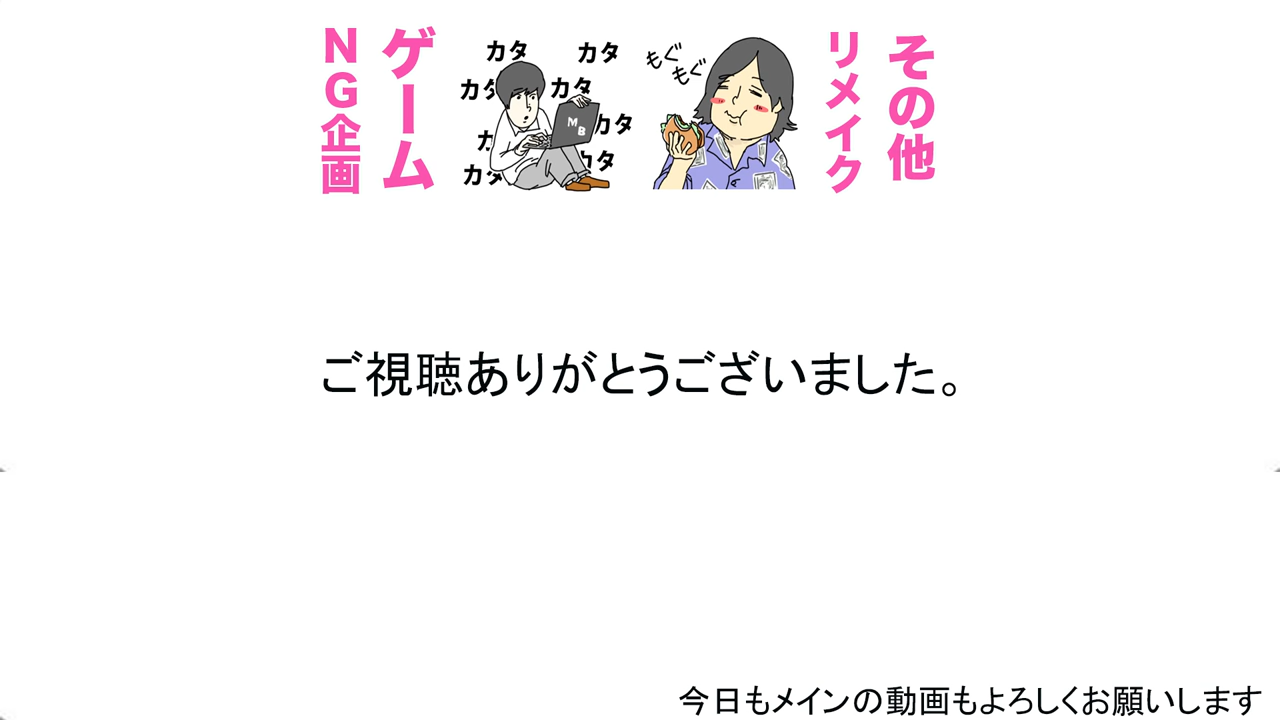 ゲーム
NG企画
カタ
カタ
カタ
カタ
カタ
カタ
カタ
カタ
MB
もぐ
もぐ
その他
リメイク
ご視聴ありがとうございました。
今日もメインの動画もよろしくお願いします